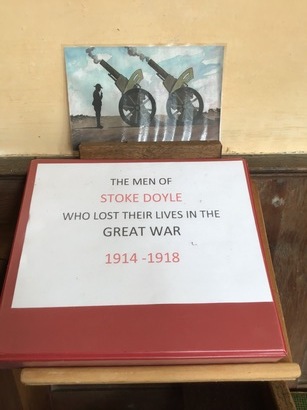 THE MEN OF
STOKE DOYLE
WHO LOST THEIR LIVES IN THE
GREAT WAR
1914 -1918